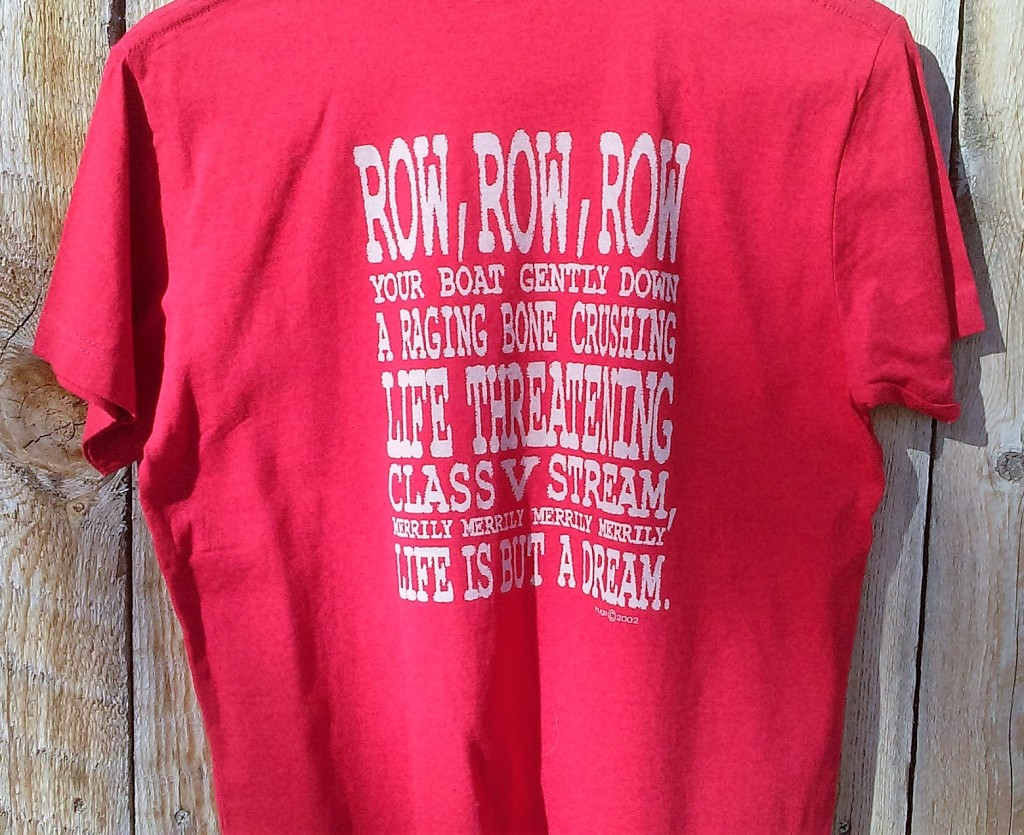 ROW, ROW, ROW
YOUR BOAT GENTLY DOWN
A RAGING BONE CRUSHING
LIFE THREATENING
CLASS V STREAM,
MERRILY MERRILY MERRILY MERRILY
LIFE IS BUT A DREAM.
©2002